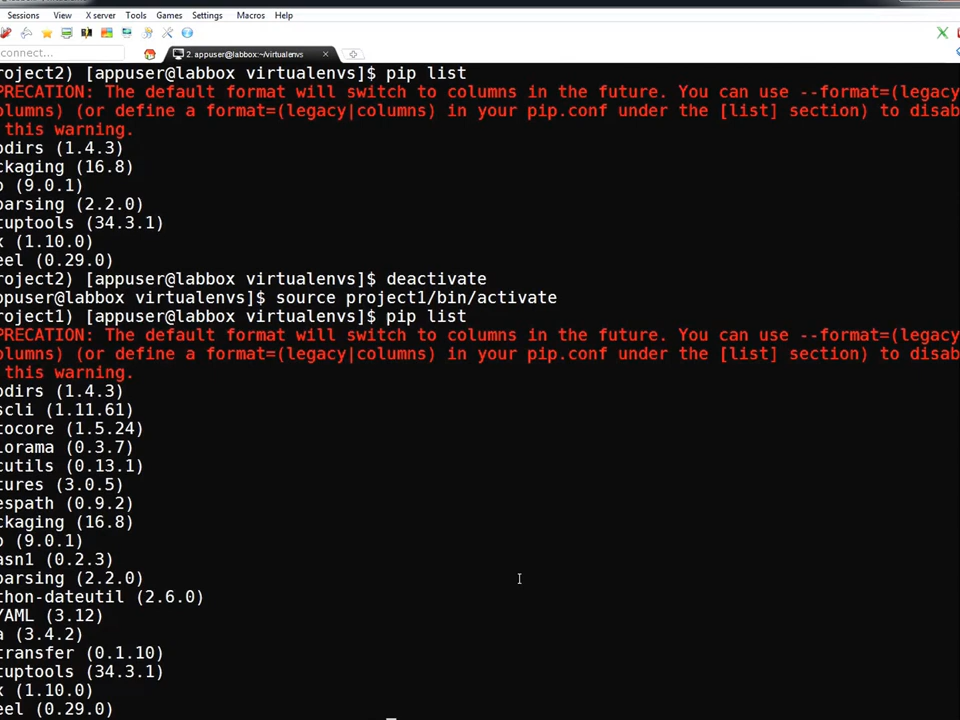 Sessions View X server Tools Games Settings Macros Help
connect... 2. appuser@labbox:~/virtualenvs
roject2) [appuser@labbox virtualenvs]$ pip list
PRECATION: The default format will switch to columns in the future. You can use --format=(legacy
olumns) (or define a format=(legacy|columns) in your pip.conf under the [list] section) to disab
this warning.
pdirs (1.4.3)
ckaging (16.8)
p (9.0.1)
parsing (2.2.0)
tuptools (34.3.1)
x (1.10.0)
eel (0.29.0)
roject2) [appuser@labbox virtualenvs]$ deactivate
ppuser@labbox virtualenvs]$ source project1/bin/activate
roject1) [appuser@labbox virtualenvs]$ pip list
PRECATION: The default format will switch to columns in the future. You can use --format=(legacy
olumns) (or define a format=(legacy|columns) in your pip.conf under the [list] section) to disab
this warning.
pdirs (1.4.3)
scli (1.11.61)
tocore (1.5.24)
lorama (0.3.7)
cutils (0.13.1)
tures (3.0.5)
espath (0.9.2)
ckaging (16.8)
p (9.0.1)
asn1 (0.2.3)
parsing (2.2.0)
thon-dateutil (2.6.0)
YAML (3.12)
a (3.4.2)
transfer (0.1.10)
tuptools (34.3.1)
x (1.10.0)
eel (0.29.0)